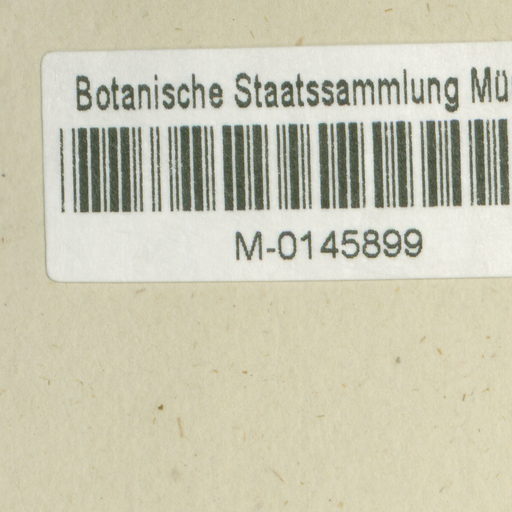 Botanische Staatssammlung Mü
M-0145899